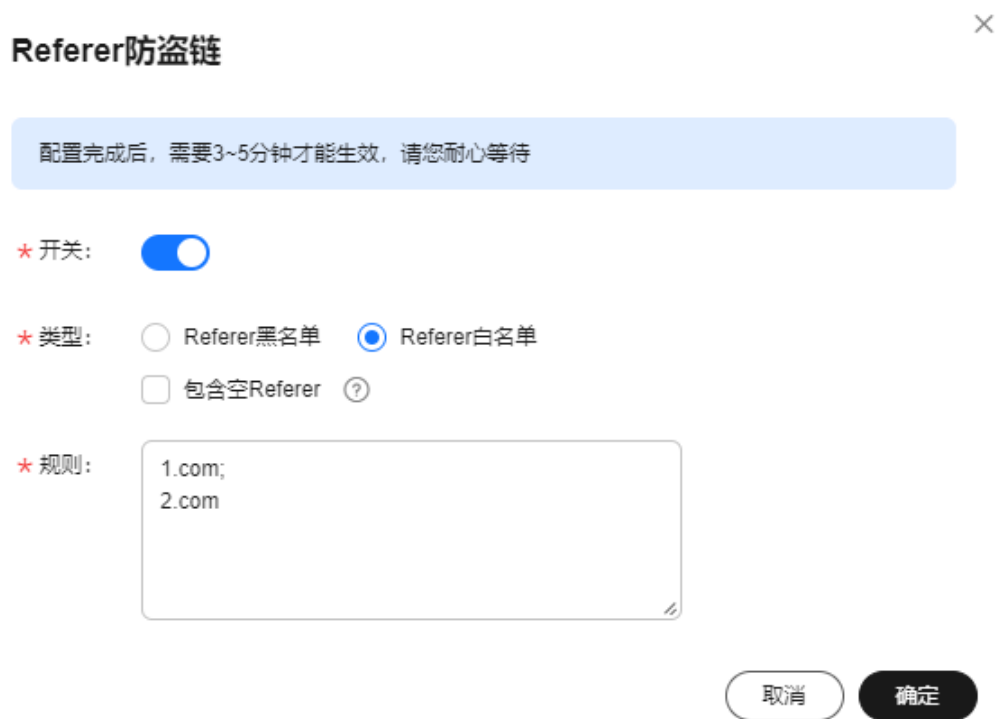 Referer防盗链
配置完成后，需要3~5分钟才能生效，请您耐心等待
* 开关：
* 类型： Referer黑名单 Referer白名单
包含空Referer ?
* 规则： 1.com;
2.com
取消 确定